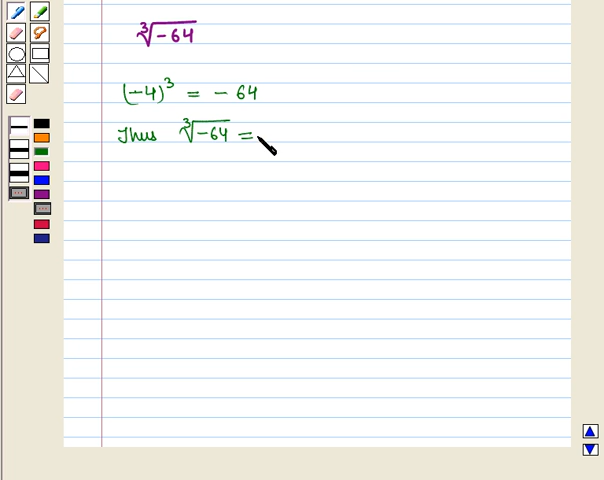 ∛-64
(-4)³ = - 64
Thus ∛-64 =